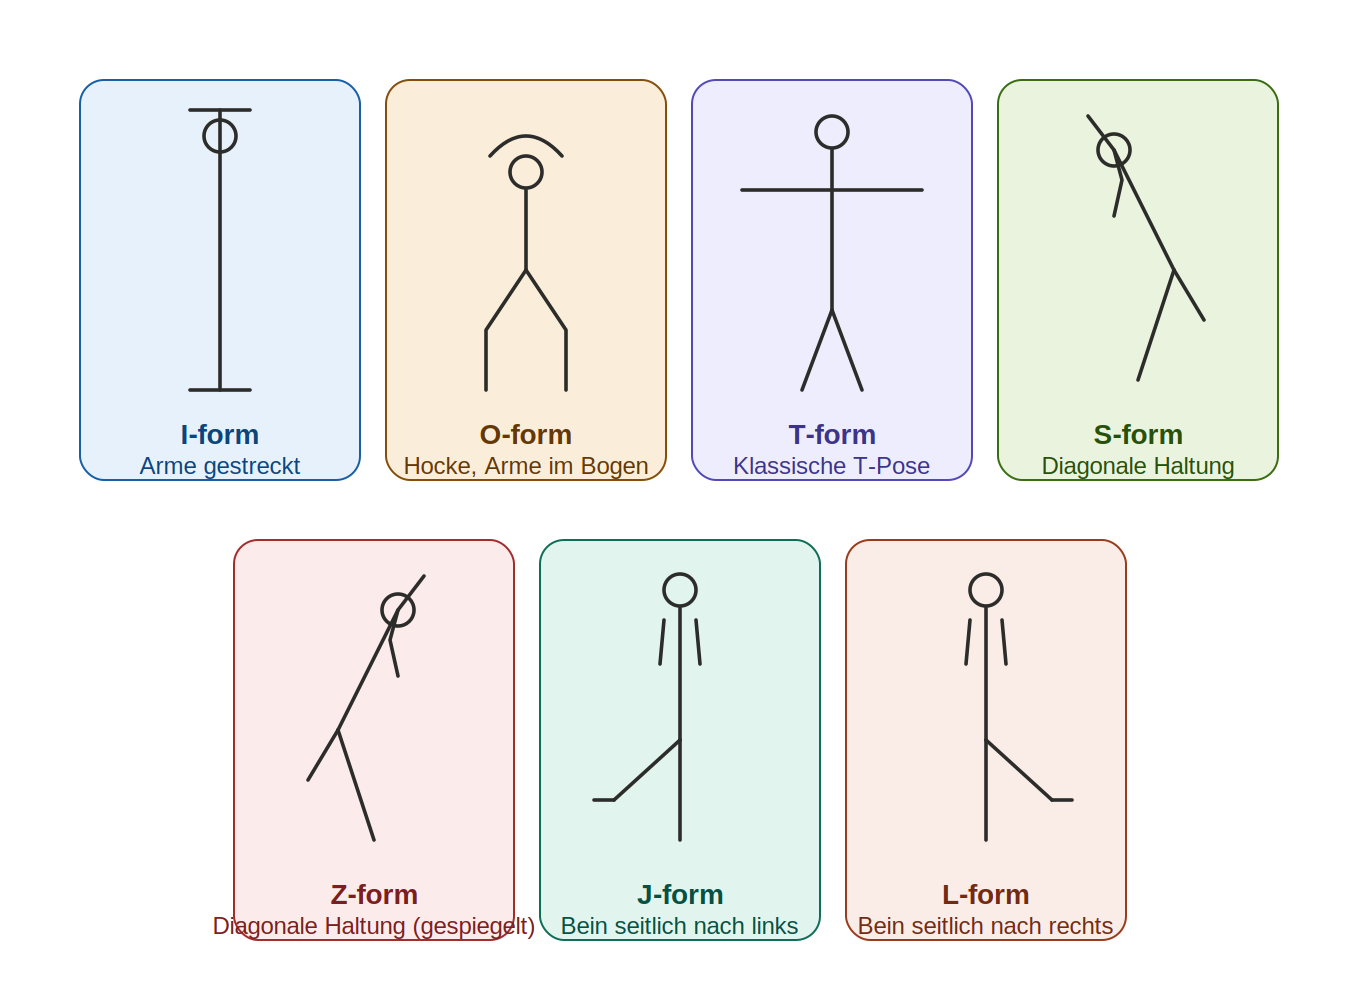 I-form
Arme gestreckt
O-form
Hocke, Arme im Bogen
T-form
Klassische T-Pose
S-form
Diagonale Haltung
Z-form
Diagonale Haltung (gespiegelt)
J-form
Bein seitlich nach links
L-form
Bein seitlich nach rechts